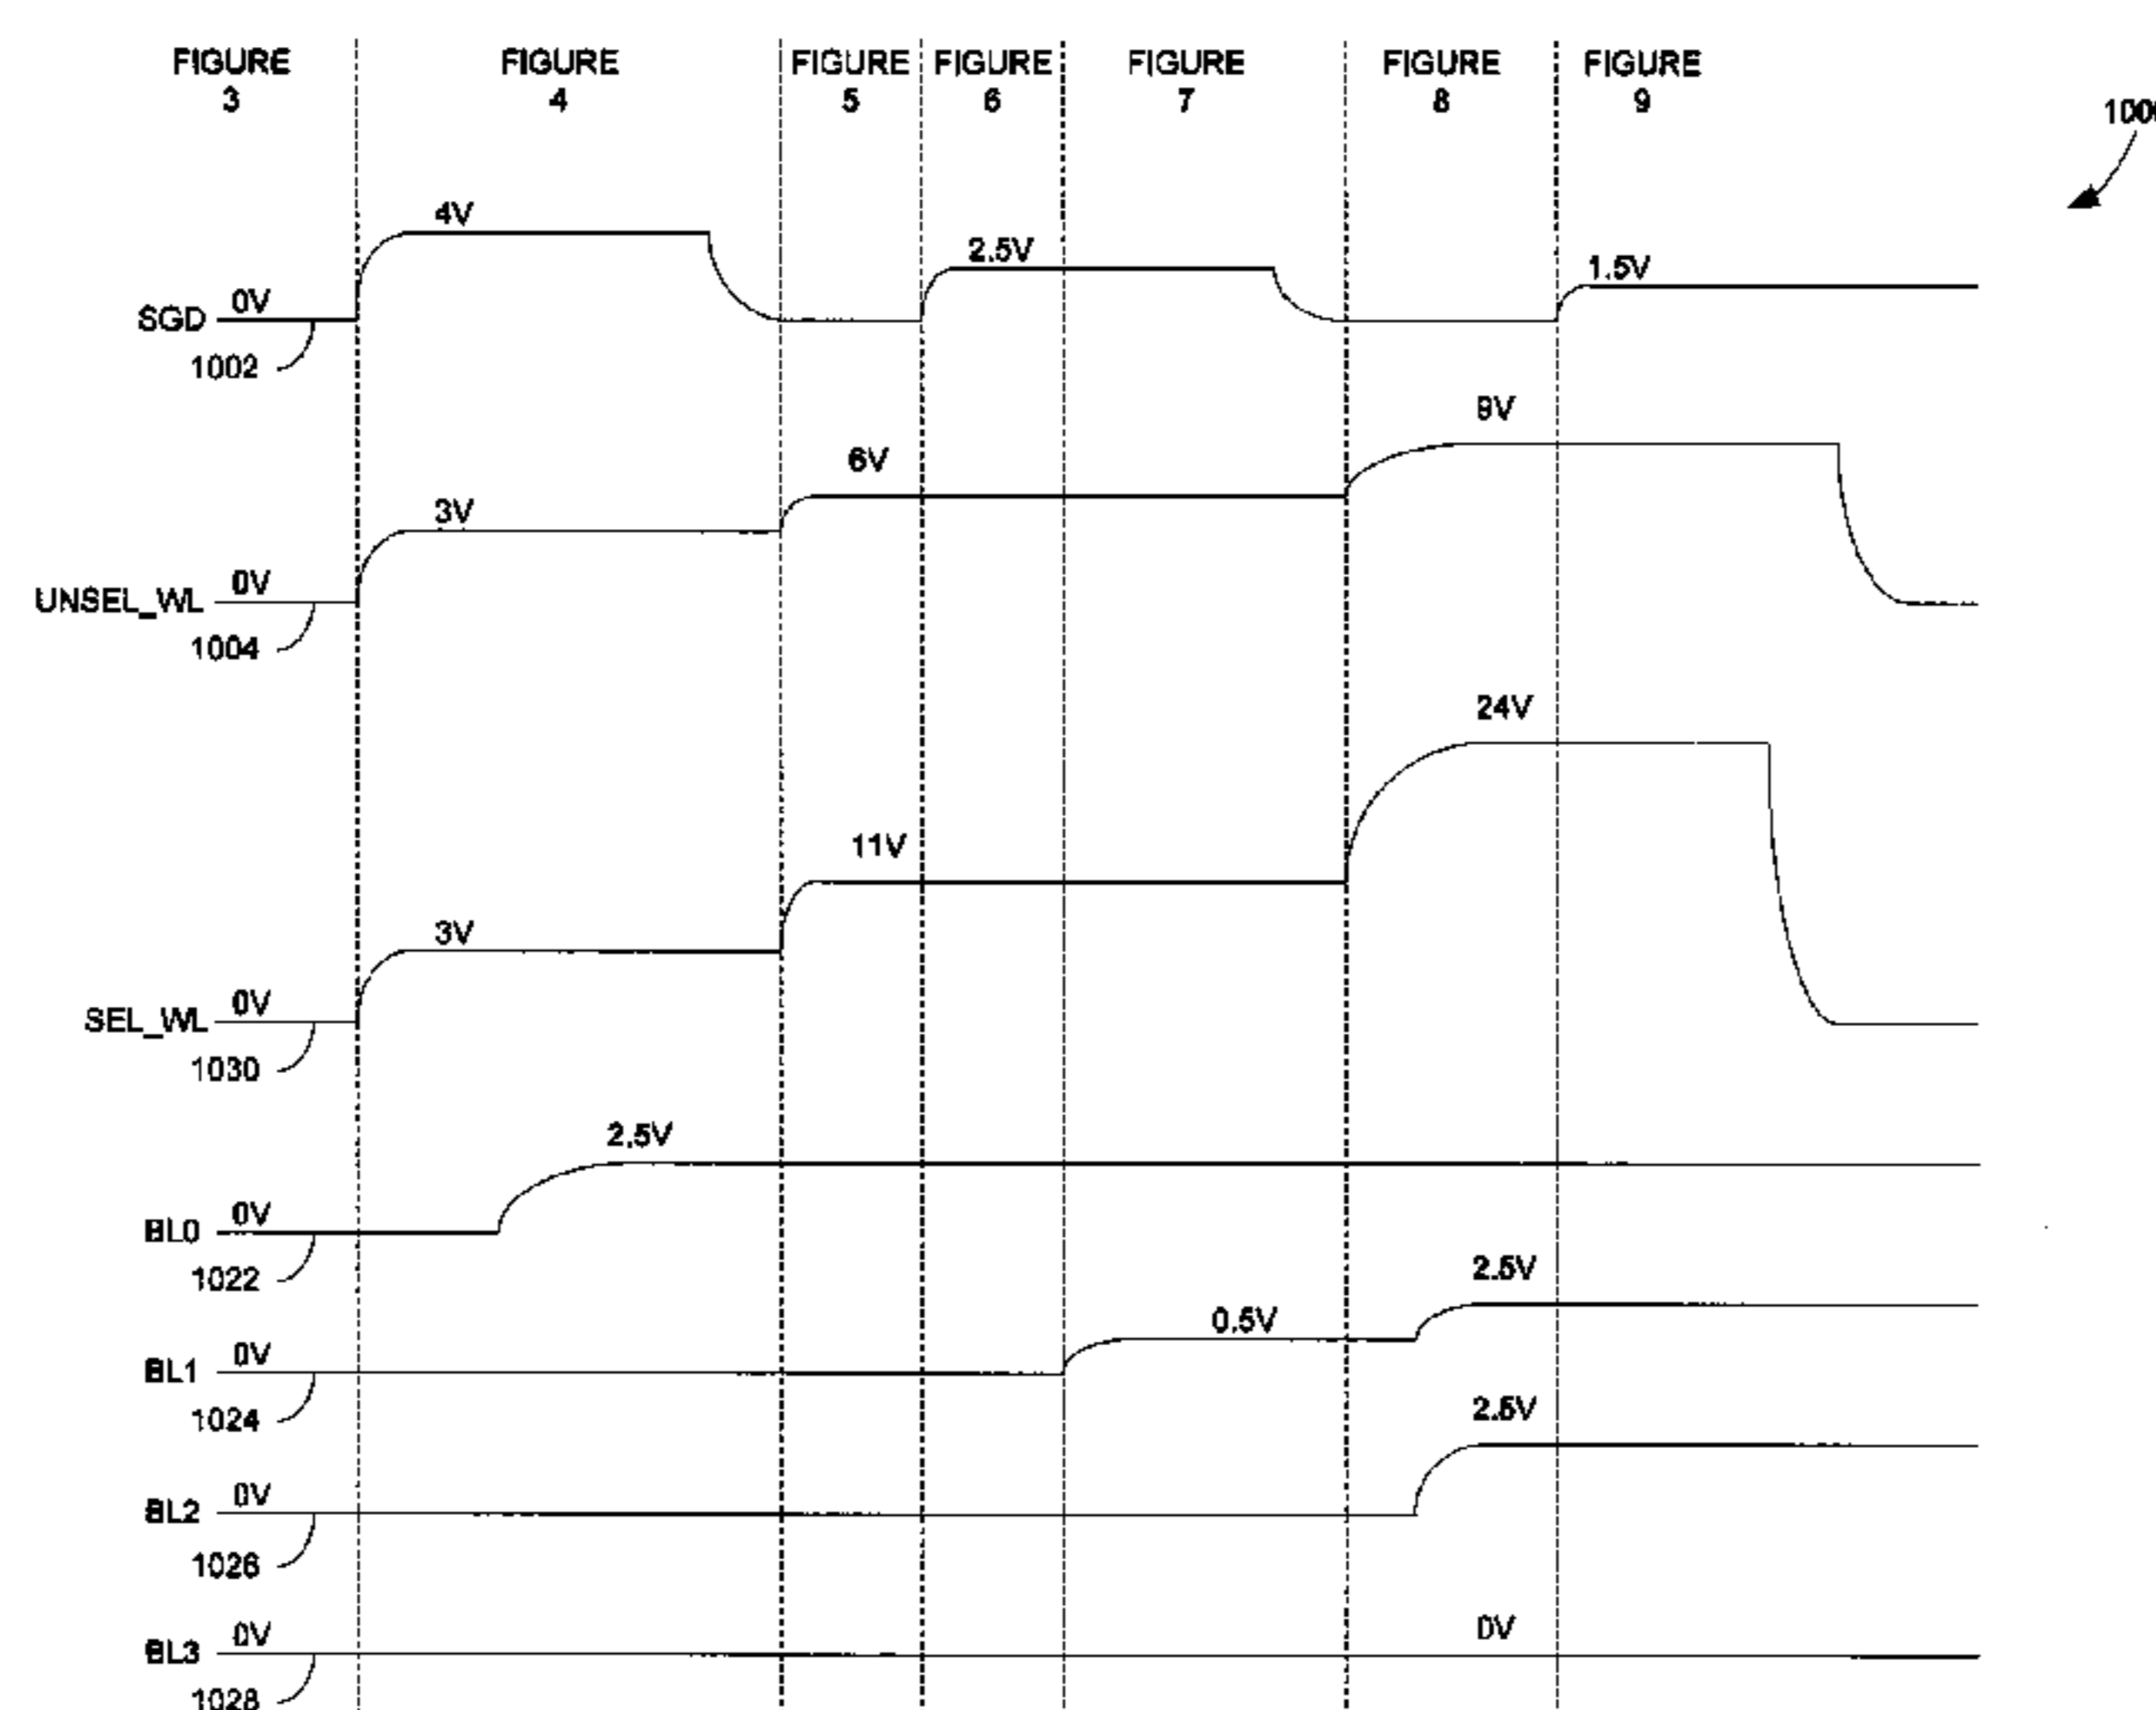 FIGURE 3
FIGURE 4
FIGURE 5
FIGURE 6
FIGURE 7
FIGURE 8
FIGURE 9
4V
2.5V
1.5V
SGD 0V
1002
9V
6V
3V
UNSEL_WL 0V
1004
24V
11V
3V
SEL_WL 0V
1030
2.5V
BL0 0V
1022
2.5V
0.5V
BL1 0V
1024
2.5V
BL2 0V
1026
BL3 0V
0V
1028